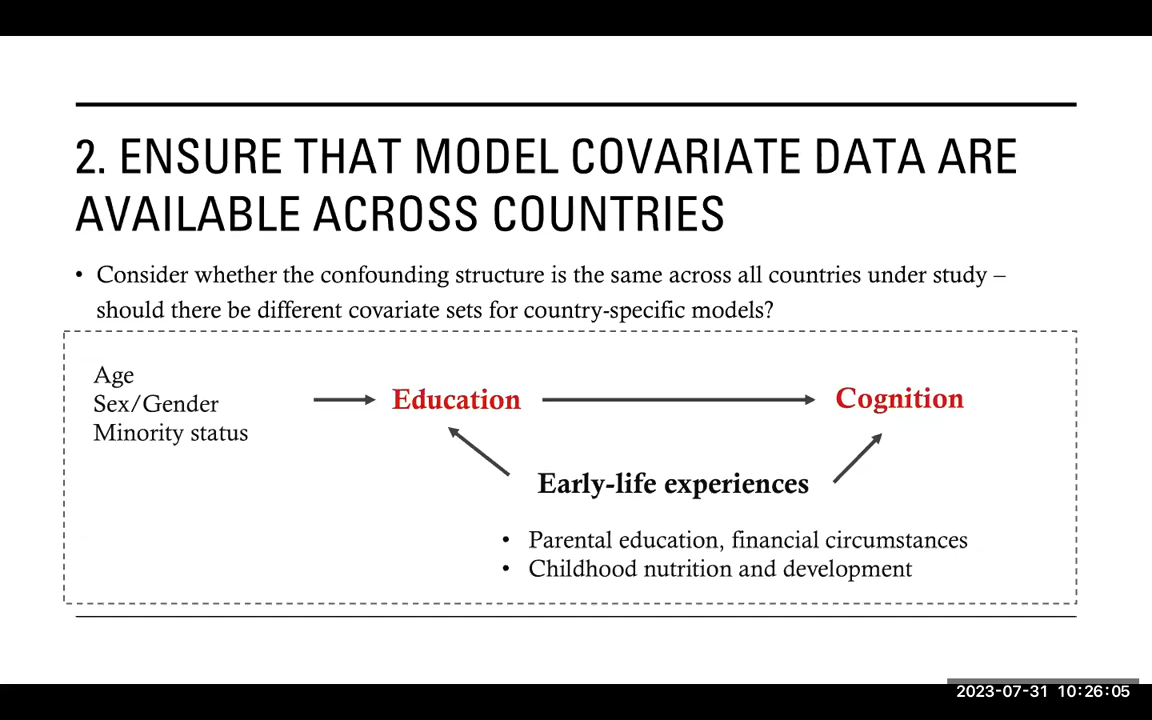 2. ENSURE THAT MODEL COVARIATE DATA ARE
AVAILABLE ACROSS COUNTRIES
• Consider whether the confounding structure is the same across all countries under study –
should there be different covariate sets for country-specific models?
Age
Sex/Gender
Minority status
Education
Cognition
Early-life experiences
• Parental education, financial circumstances
• Childhood nutrition and development
2023-07-31 10:26:05